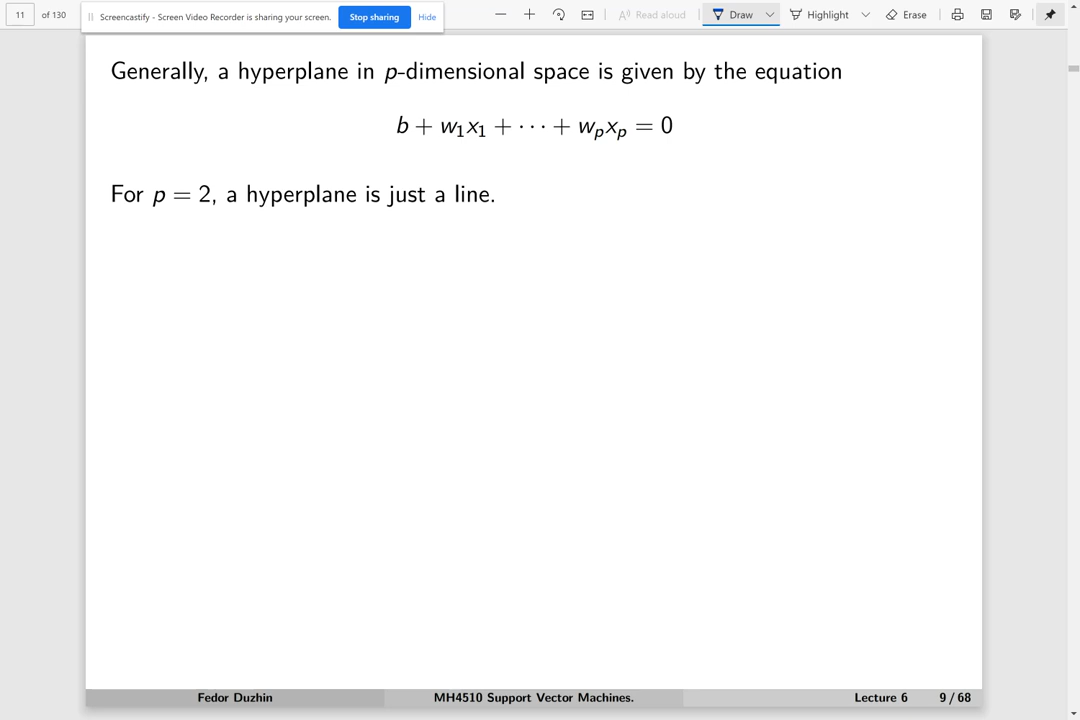 11 of 130 Screencastify - Screen Video Recorder is sharing your screen. Stop sharing Hide Read aloud Draw Highlight Erase
Generally, a hyperplane in p-dimensional space is given by the equation
b + w₁x₁ + ··· + wₚxₚ = 0
For p = 2, a hyperplane is just a line.
Fedor Duzhin MH4510 Support Vector Machines. Lecture 6 9 / 68